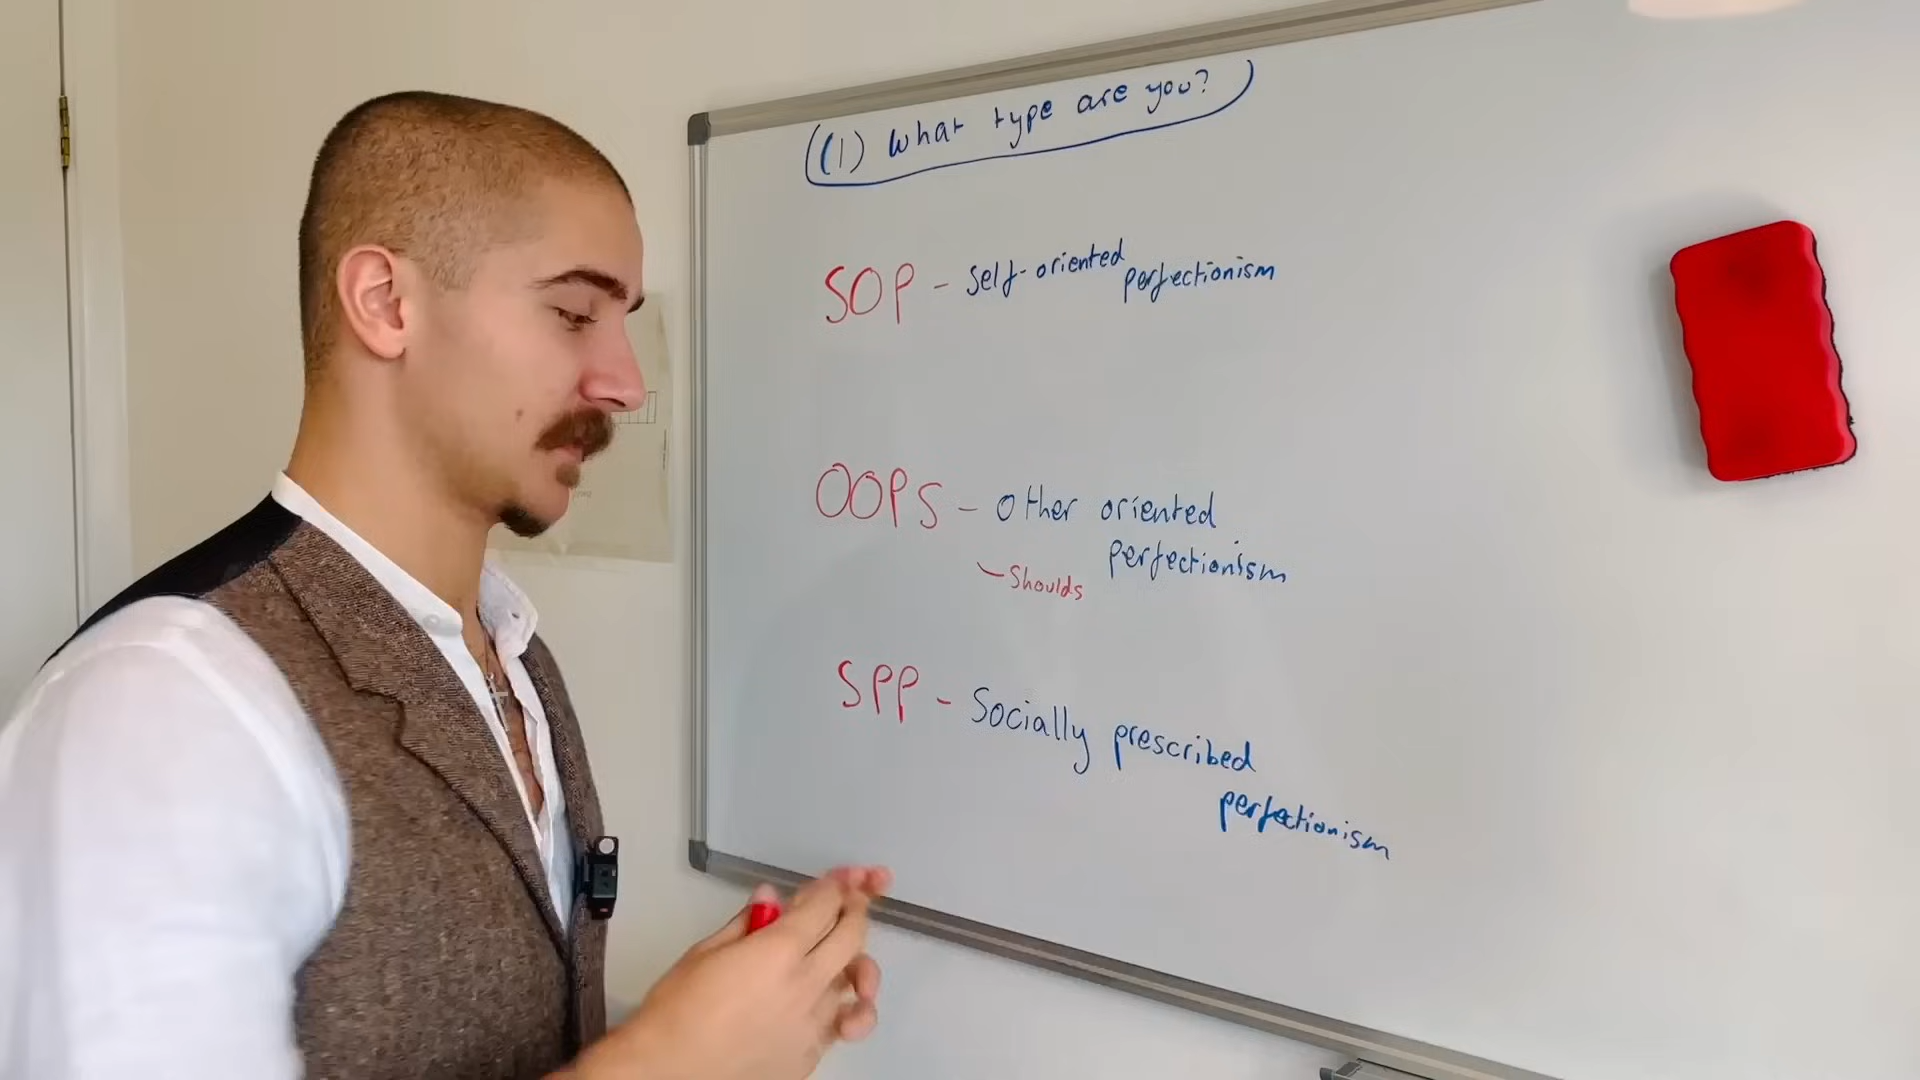 (1) What type are you?
SOP - Self-oriented perfectionism
OOPS - Other oriented
perfectionism
- Shoulds
SPP - Socially prescribed
perfectionism